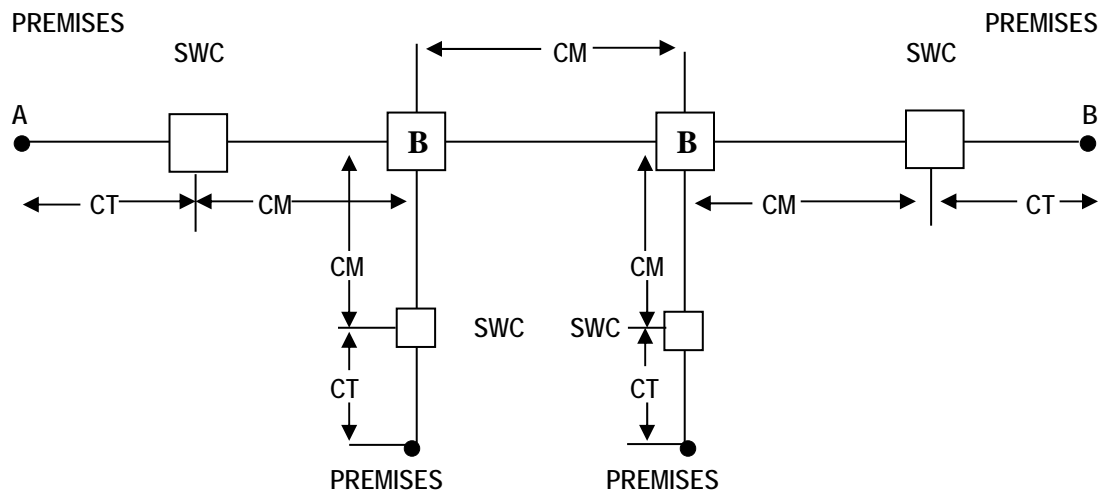 PREMISES PREMISES
SWC CM SWC
A B
B B
CT CM CM CT
CM CM
SWC SWC
CT CT
PREMISES PREMISES